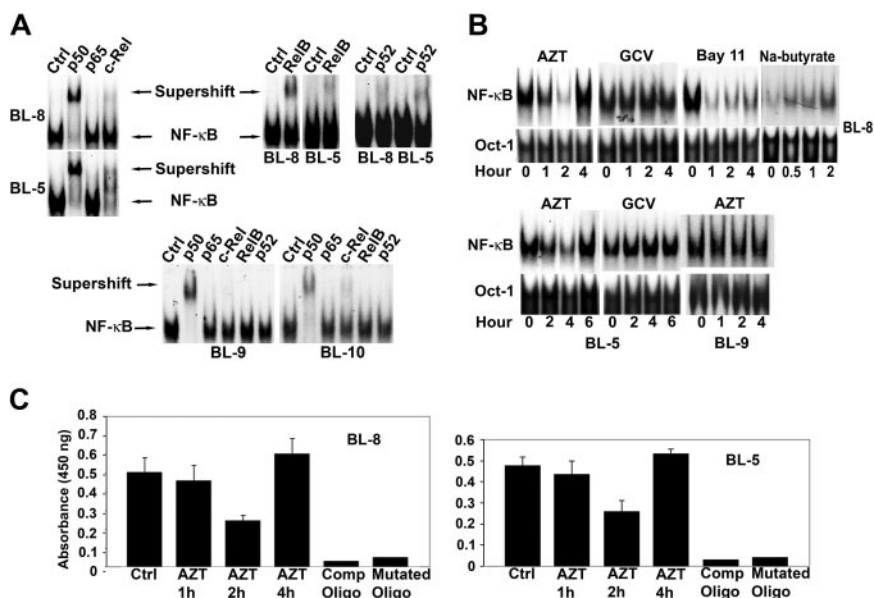 A
Ctrl p50 p65 c-Rel
BL-8
Supershift
NF-κB
BL-5
Supershift
NF-κB
Ctrl RelB Ctrl RelB Ctrl p52 Ctrl p52
BL-8 BL-5 BL-8 BL-5
Ctrl p50 p65 c-Rel RelB p52 Ctrl p50 p65 c-Rel RelB p52
Supershift
NF-κB
BL-9 BL-10
B
AZT GCV Bay 11 Na-butyrate
NF-κB
BL-8
Oct-1
Hour 0 1 2 4 0 1 2 4 0 1 2 4 0 0.5 1 2
AZT GCV AZT
NF-κB
Oct-1
Hour 0 2 4 6 0 2 4 6 0 1 2 4
BL-5 BL-9
C
Absorbance (450 ng)
0.8
0.7
0.6
0.5
0.4
0.3
0.2
0.1
0
BL-8
Ctrl AZT AZT AZT Comp Mutated
1h 2h 4h Oligo Oligo
0.6
0.5
0.4
0.3
0.2
0.1
0
BL-5
Ctrl AZT AZT AZT Comp Mutated
1h 2h 4h Oligo Oligo